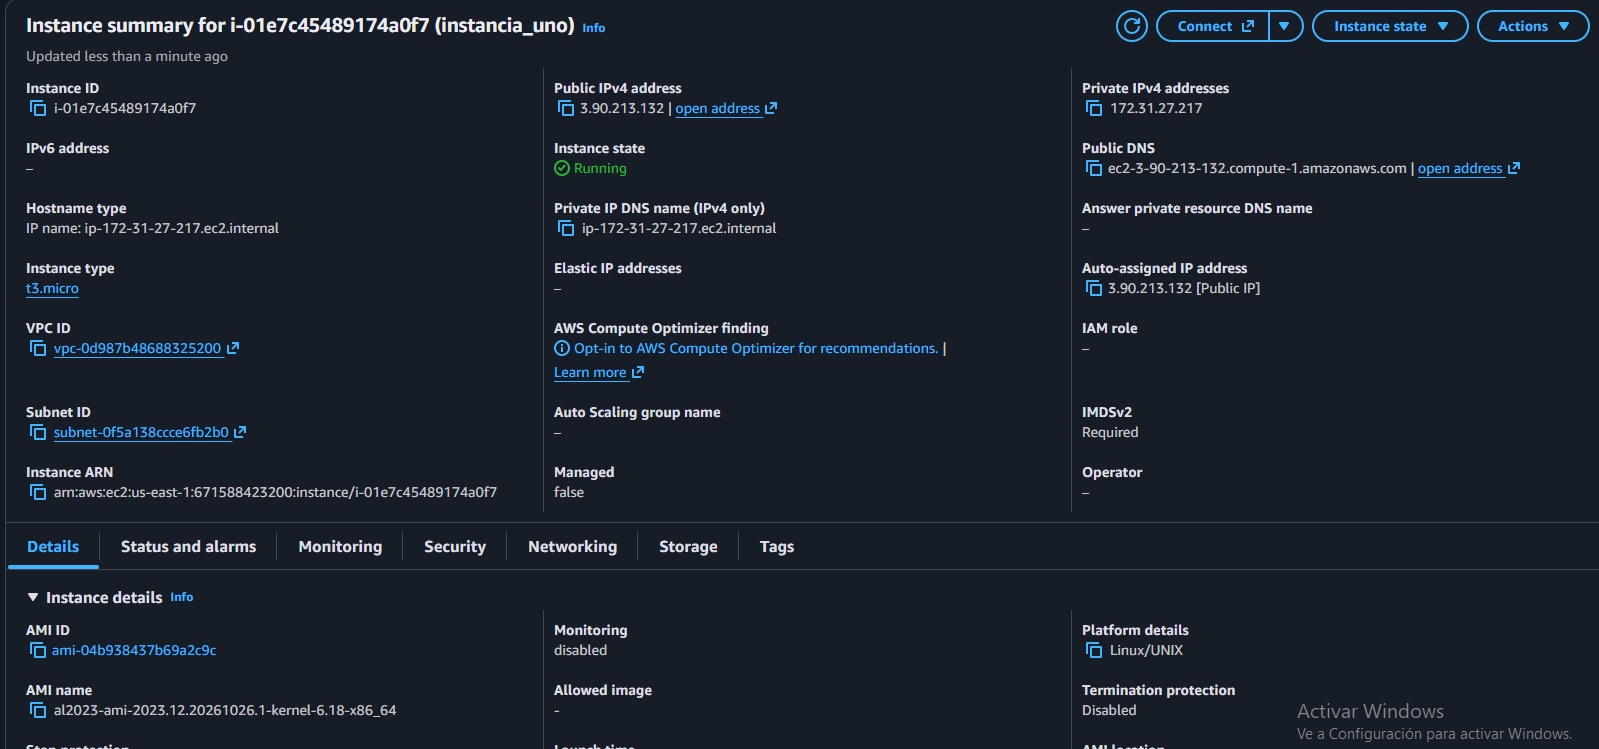 Instance summary for i-01e7c45489174a0f7 (instancia_uno) Info
Connect
Instance state
Actions
Updated less than a minute ago
Instance ID
i-01e7c45489174a0f7
Public IPv4 address
3.90.213.132 | open address
Private IPv4 addresses
172.31.27.217
IPv6 address
–
Instance state
Running
Public DNS
ec2-3-90-213-132.compute-1.amazonaws.com | open address
Hostname type
IP name: ip-172-31-27-217.ec2.internal
Private IP DNS name (IPv4 only)
ip-172-31-27-217.ec2.internal
Answer private resource DNS name
–
Instance type
t3.micro
Elastic IP addresses
–
Auto-assigned IP address
3.90.213.132 [Public IP]
VPC ID
vpc-0d987b48688325200
AWS Compute Optimizer finding
Opt-in to AWS Compute Optimizer for recommendations. |
Learn more
IAM role
–
Subnet ID
subnet-0f5a138ccce6fb2b0
Auto Scaling group name
–
IMDSv2
Required
Instance ARN
arn:aws:ec2:us-east-1:671588423200:instance/i-01e7c45489174a0f7
Managed
false
Operator
–
Details
Status and alarms
Monitoring
Security
Networking
Storage
Tags
Instance details Info
AMI ID
ami-04b938437b69a2c9c
Monitoring
disabled
Platform details
Linux/UNIX
AMI name
al2023-ami-2023.12.20261026.1-kernel-6.18-x86_64
Allowed image
-
Termination protection
Disabled
Stop protection
Launch time
AMI location
Activar Windows
Ve a Configuración para activar Windows.